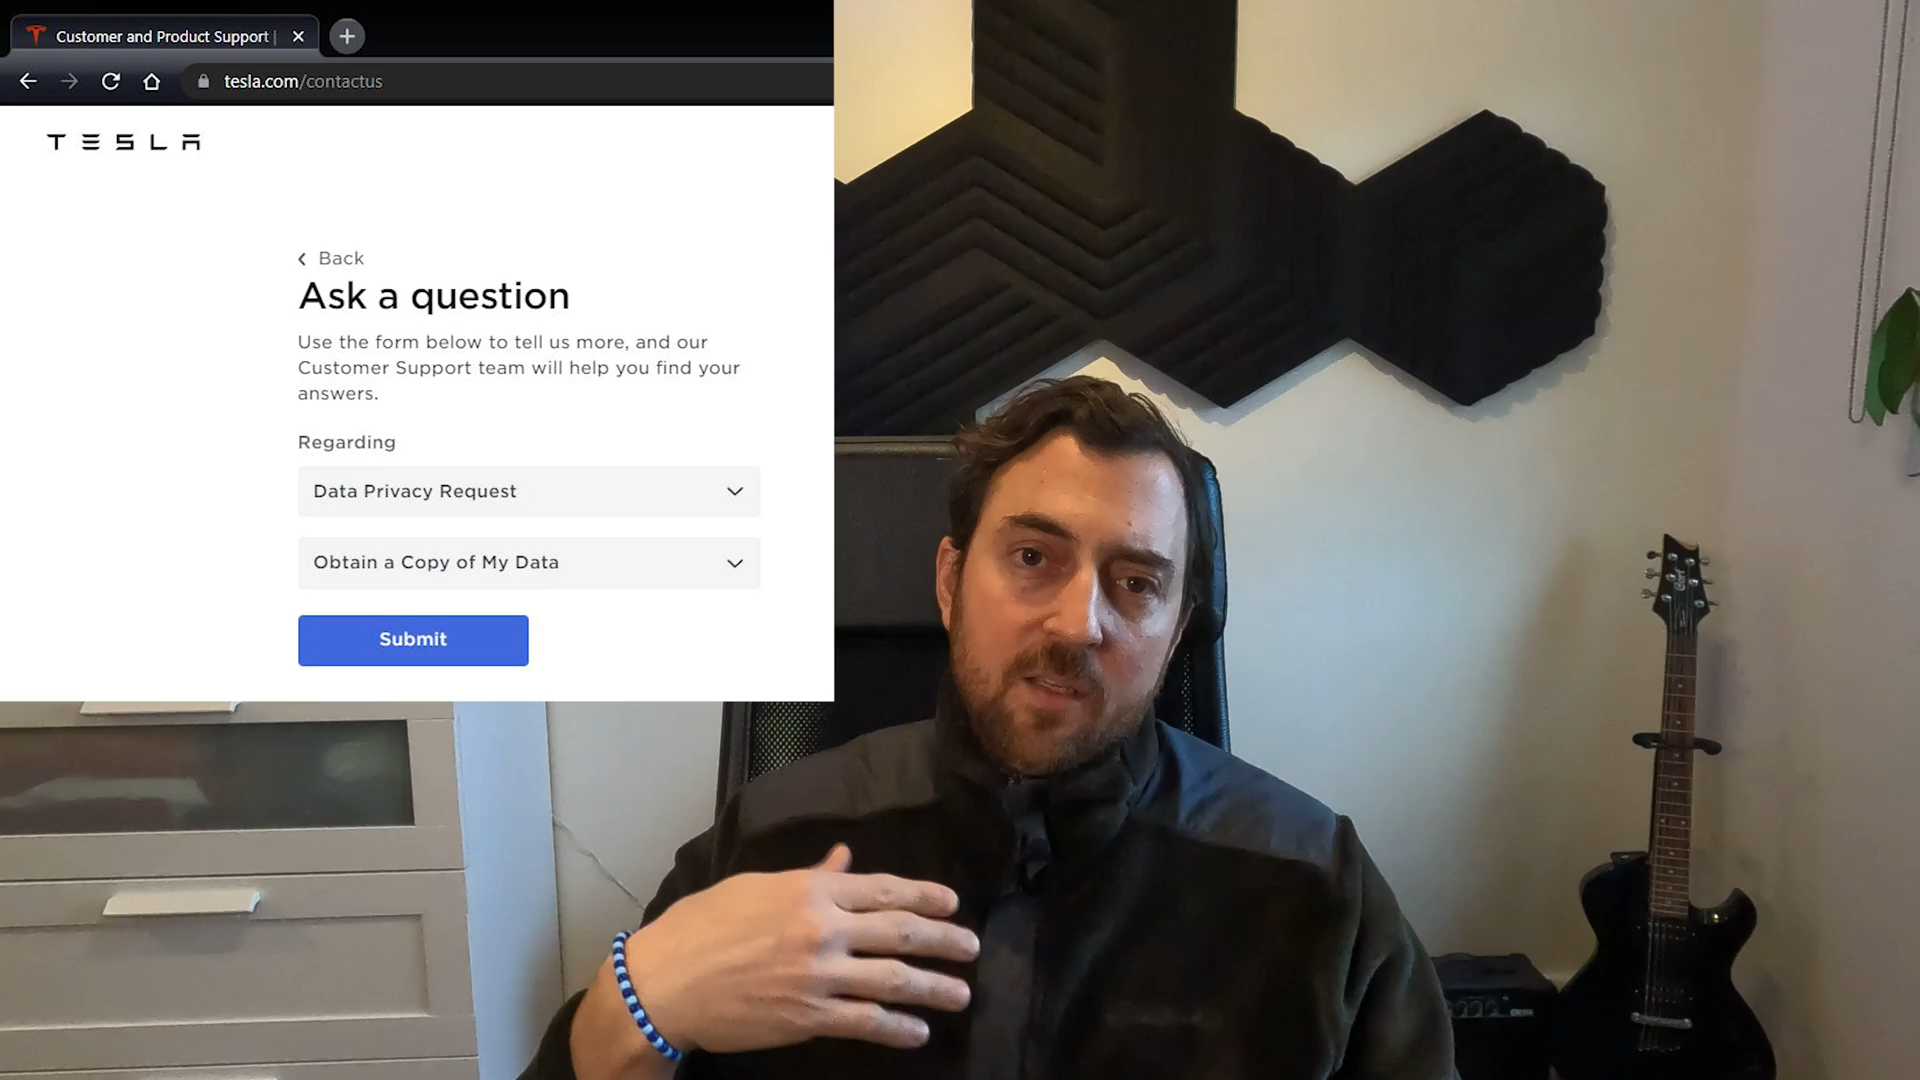 Customer and Product Support |
tesla.com/contactus
TESLA
Back
Ask a question
Use the form below to tell us more, and our
Customer Support team will help you find your
answers.
Regarding
Data Privacy Request
Obtain a Copy of My Data
Submit
Cort